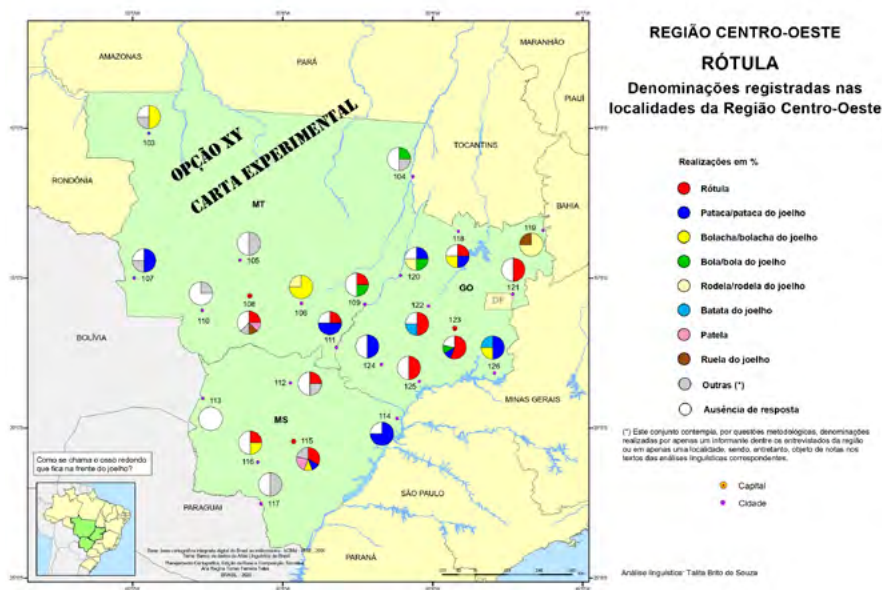 REGIÃO CENTRO-OESTE
RÓTULA
Denominações registradas nas
localidades da Região Centro-Oeste
Realizações em %
Rótula
Pataca/pataca do joelho
Bolacha/bolacha do joelho
Bola/bola do joelho
Rodela/rodela do joelho
Batata do joelho
Patela
Ruela do joelho
Outras (*)
Ausência de resposta
(*) Este conjunto contempla, por questões metodológicas, denominações
realizadas por apenas um informante dentre os entrevistados da região
ou em apenas uma localidade, sendo, entretanto, objeto de notas nos
textos das análises linguísticas correspondentes.
Capital
Cidade
Análise linguística: Talita Brito de Souza
AMAZONAS
PARÁ
MARANHÃO
PIAUÍ
TOCANTINS
BAHIA
RONDÔNIA
OPÇÃO XY
CARTA EXPERIMENTAL
MT
103
104
105
107
110
108
106
109
111
118
119
120
GO
121
DF
122
123
124
125
126
BOLÍVIA
MINAS GERAIS
112
113
MS
114
115
116
117
SÃO PAULO
PARAGUAI
PARANÁ
Como se chama o osso redondo
que fica na frente do joelho?